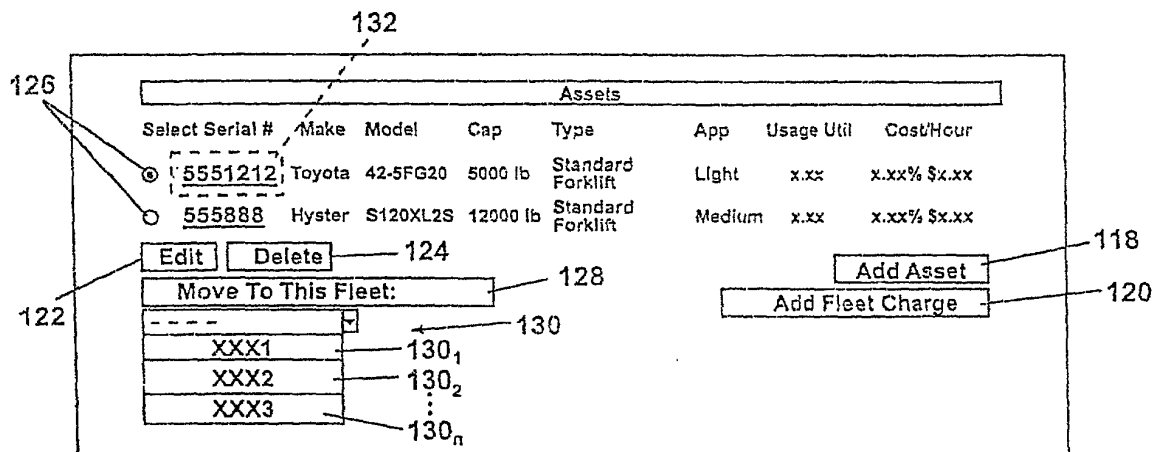 132
126
Assets
Select Serial # Make Model Cap Type App Usage Util Cost/Hour
5551212 Toyota 42-5FG20 5000 lb Standard Forklift Light x.xx x.xx% $x.xx
555888 Hyster S120XL2S 12000 lb Standard Forklift Medium x.xx x.xx% $x.xx
Edit Delete 124 Add Asset 118
122 Move To This Fleet: 128 Add Fleet Charge 120
- - - - - 130
XXX1 130₁
XXX2 130₂
XXX3 130ₙ